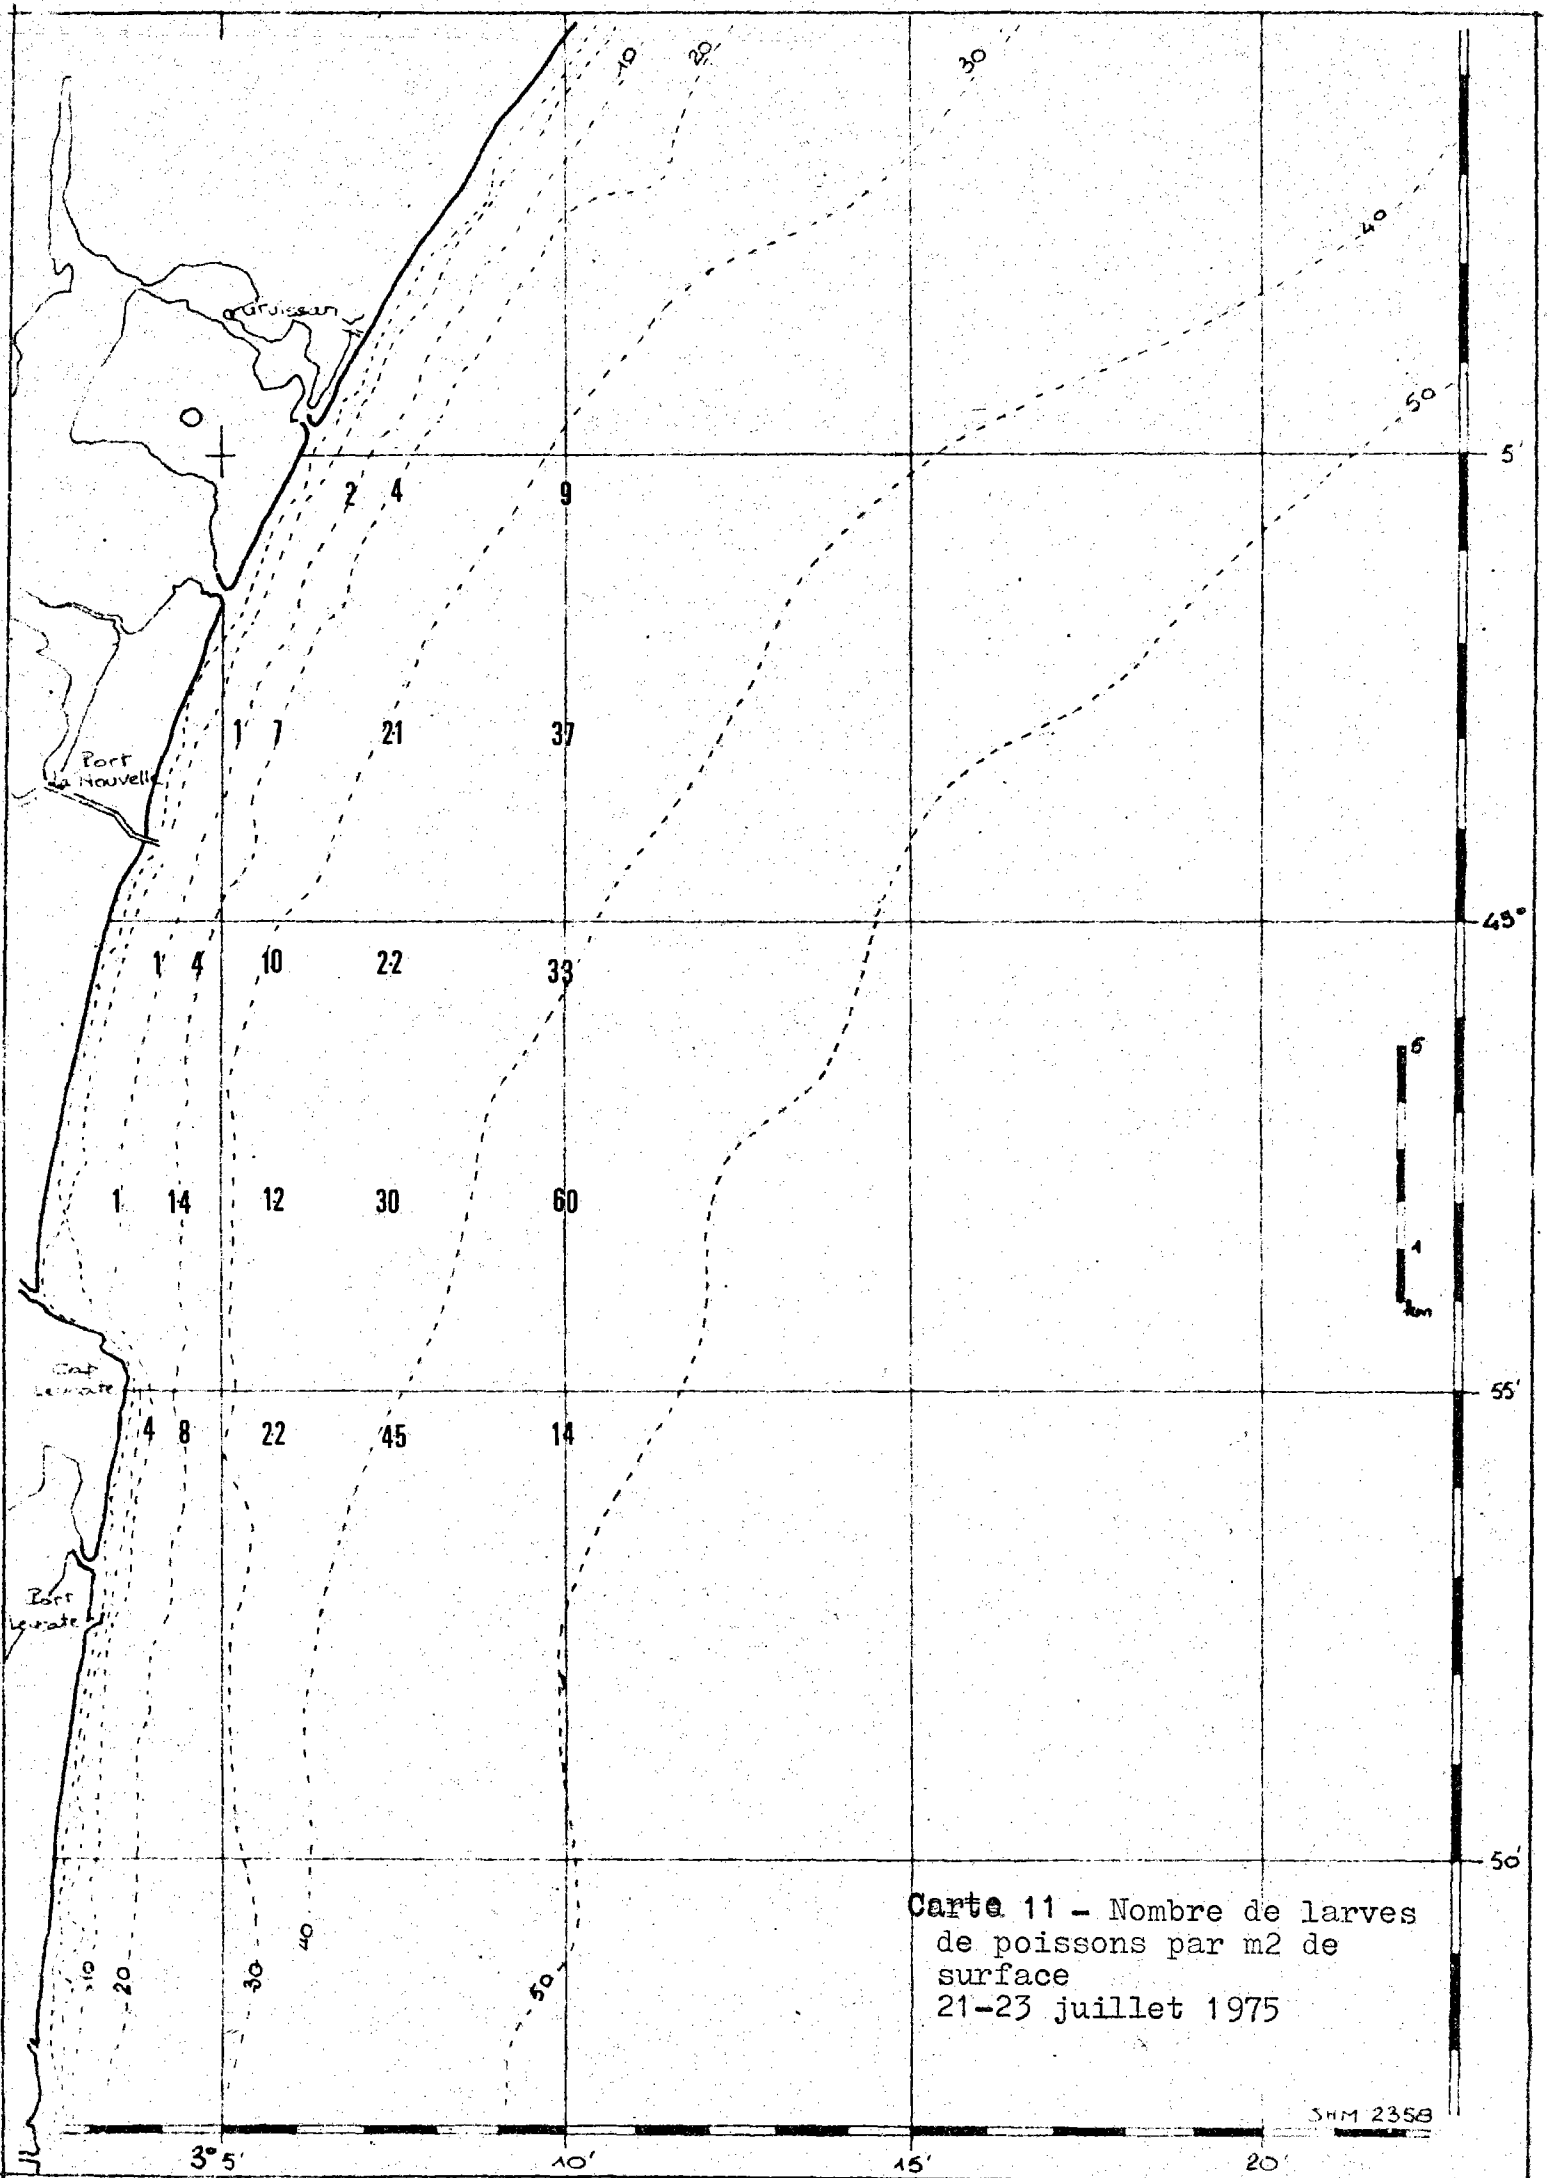 10 20 30
40
Gruissan
50
5'
2 4 9
1 7 21 37
Port
La Nouvelle
43°
1 4 10 22 33
5
1 14 12 30 60
1
km
Cap
Leucate
55'
4 8 22 45 14
Port
Leucate
50'
Carte 11 - Nombre de larves
de poissons par m2 de
surface
21-23 juillet 1975
10 20 30 40 50
SHM 2358
3° 5' 10' 15' 20'